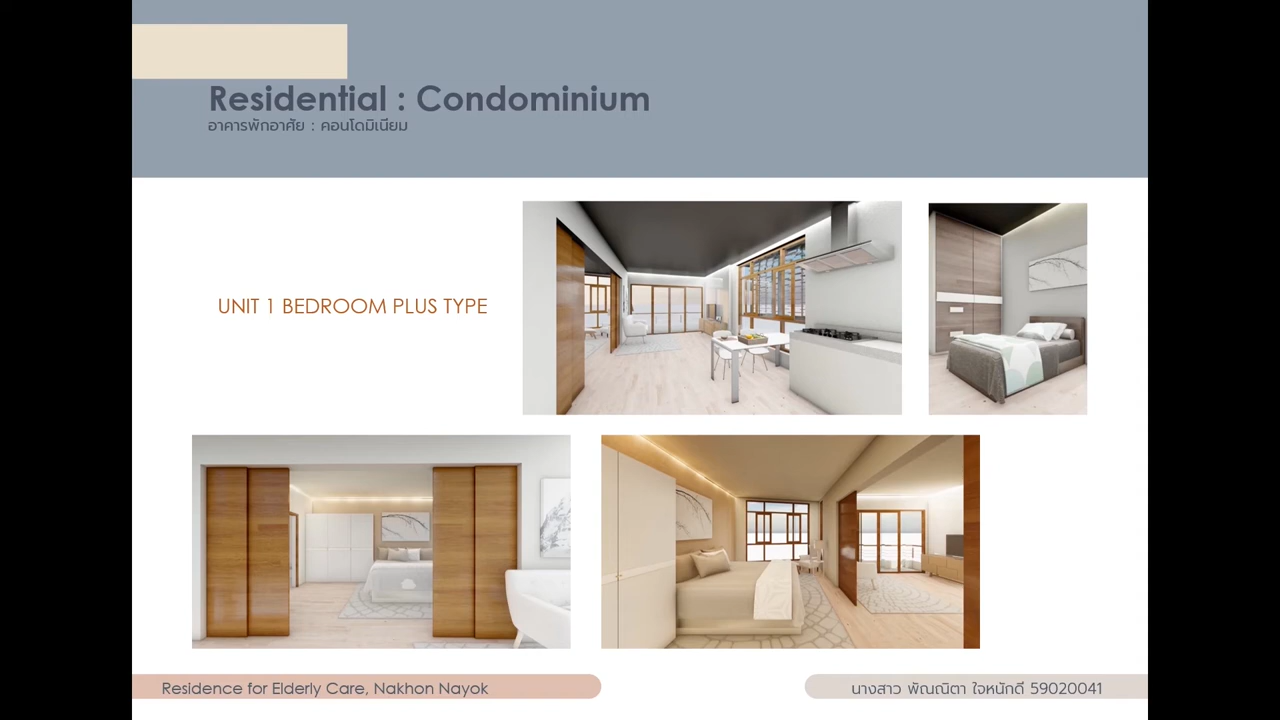 Residential : Condominium
อาคารพักอาศัย : คอนโดมิเนียม
UNIT 1 BEDROOM PLUS TYPE
Residence for Elderly Care, Nakhon Nayok
นางสาว พัณณิตา ใจหนักดี 59020041